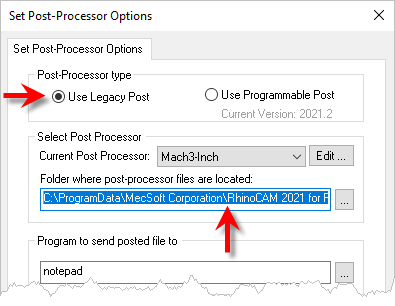 Set Post-Processor Options
Set Post-Processor Options
Post-Processor type
Use Legacy Post
Use Programmable Post
Current Version: 2021.2
Select Post Processor
Current Post Processor: Mach3-Inch Edit ...
Folder where post-processor files are located:
C:\ProgramData\MecSoft Corporation\RhinoCAM 2021 for ...
Program to send posted file to
notepad ...